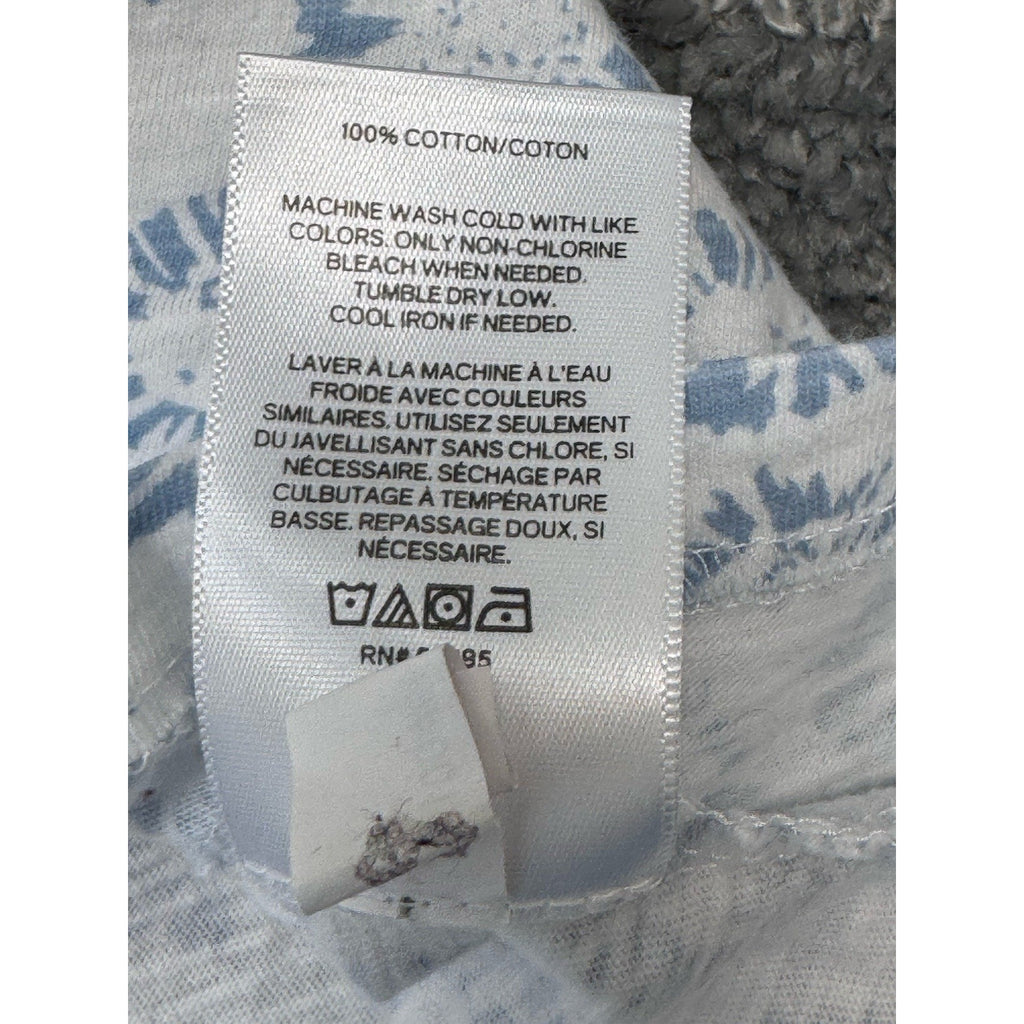 100% COTTON/COTON
MACHINE WASH COLD WITH LIKE
COLORS. ONLY NON-CHLORINE
BLEACH WHEN NEEDED.
TUMBLE DRY LOW.
COOL IRON IF NEEDED.
LAVER À LA MACHINE À L'EAU
FROIDE AVEC COULEURS
SIMILAIRES. UTILISEZ SEULEMENT
DU JAVELLISANT SANS CHLORE, SI
NÉCESSAIRE. SÉCHAGE PAR
CULBUTAGE À TEMPÉRATURE
BASSE. REPASSAGE DOUX, SI
NÉCESSAIRE.
RN#